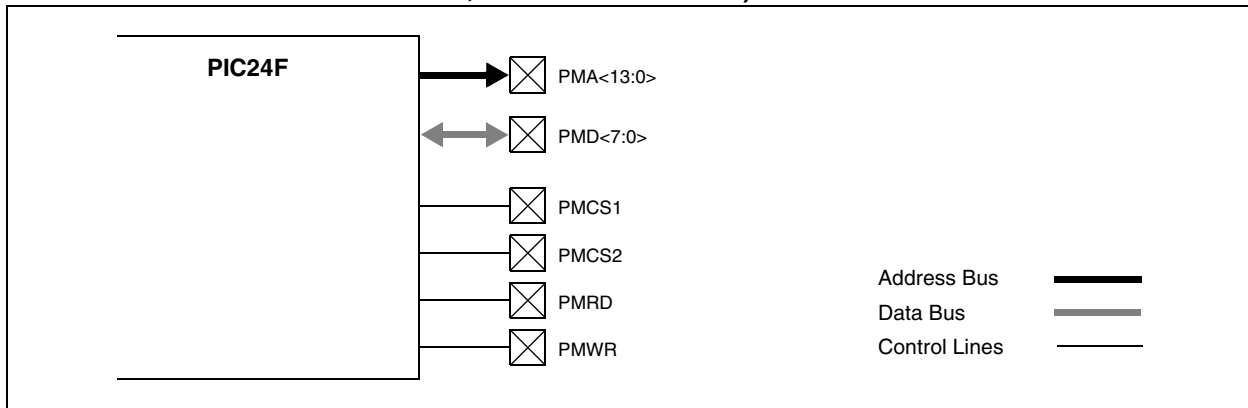 PIC24F
PMA<13:0>
PMD<7:0>
PMCS1
PMCS2
PMRD
PMWR
Address Bus
Data Bus
Control Lines